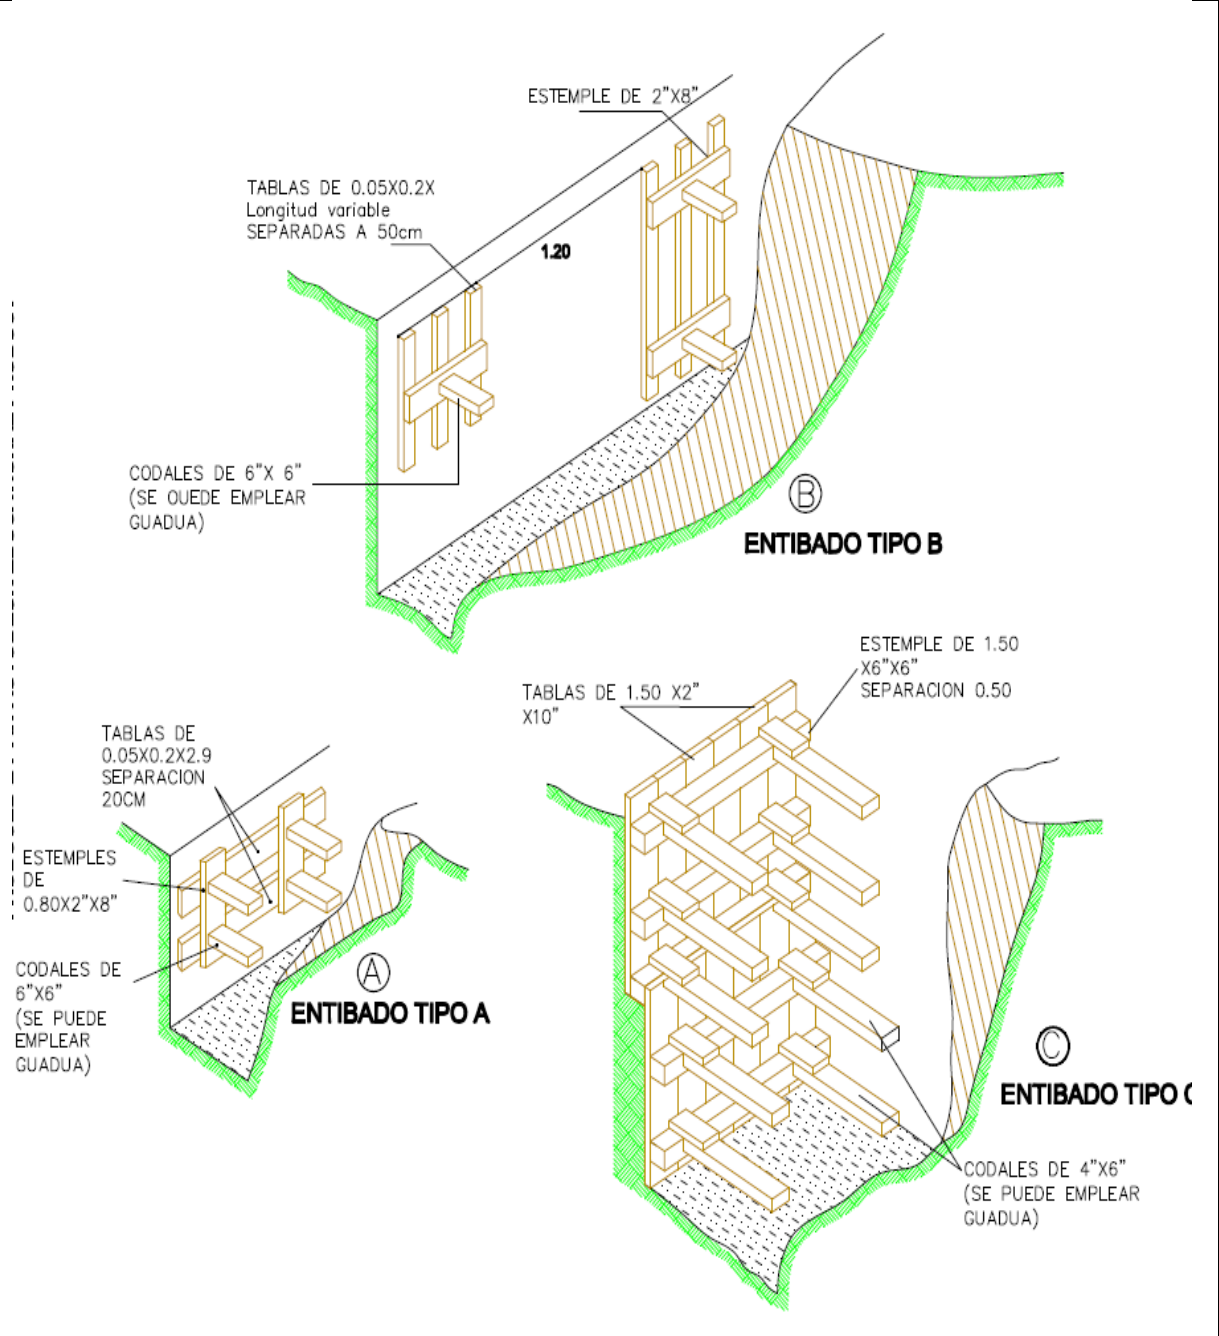 ESTEMPLE DE 2"X8"
TABLAS DE 0.05X0.2X
Longitud variable
SEPARADAS A 50cm
1.20
CODALES DE 6"X 6"
(SE OUEDE EMPLEAR
GUADUA)
B
ENTIBADO TIPO B
ESTEMPLE DE 1.50
X6"X6"
SEPARACION 0.50
TABLAS DE 1.50 X2"
X10"
TABLAS DE
0.05X0.2X2.9
SEPARACION
20CM
ESTEMPLES
DE
0.80X2"X8"
CODALES DE
6"X6"
(SE PUEDE
EMPLEAR
GUADUA)
A
ENTIBADO TIPO A
C
ENTIBADO TIPO C
CODALES DE 4"X6"
(SE PUEDE EMPLEAR
GUADUA)